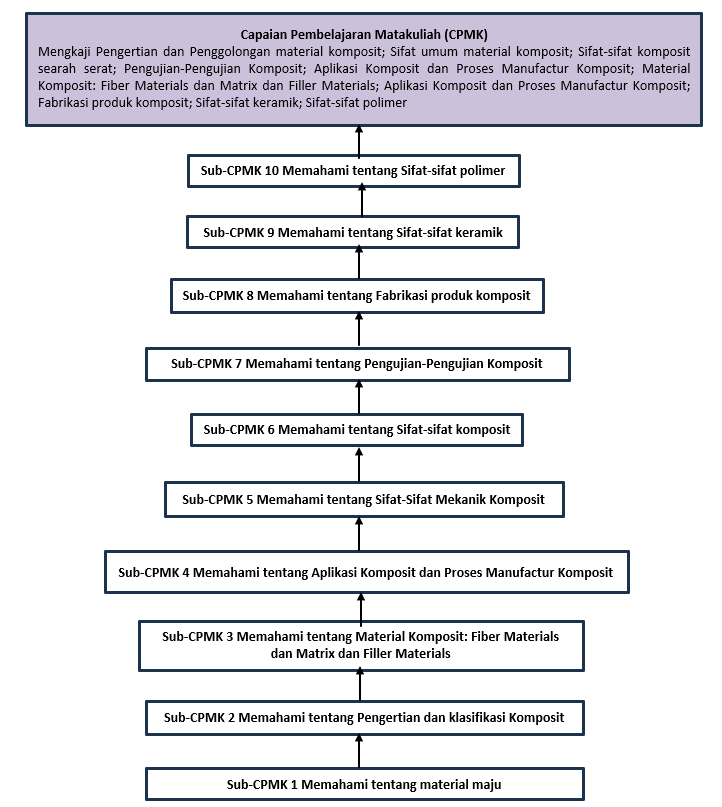 Capaian Pembelajaran Matakuliah (CPMK)
Mengkaji Pengertian dan Penggolongan material komposit; Sifat umum material komposit; Sifat-sifat komposit
searah serat; Pengujian-Pengujian Komposit; Aplikasi Komposit dan Proses Manufactur Komposit; Material
Komposit: Fiber Materials dan Matrix dan Filler Materials; Aplikasi Komposit dan Proses Manufactur Komposit;
Fabrikasi produk komposit; Sifat-sifat keramik; Sifat-sifat polimer
Sub-CPMK 10 Memahami tentang Sifat-sifat polimer
Sub-CPMK 9 Memahami tentang Sifat-sifat keramik
Sub-CPMK 8 Memahami tentang Fabrikasi produk komposit
Sub-CPMK 7 Memahami tentang Pengujian-Pengujian Komposit
Sub-CPMK 6 Memahami tentang Sifat-sifat komposit
Sub-CPMK 5 Memahami tentang Sifat-Sifat Mekanik Komposit
Sub-CPMK 4 Memahami tentang Aplikasi Komposit dan Proses Manufactur Komposit
Sub-CPMK 3 Memahami tentang Material Komposit: Fiber Materials
dan Matrix dan Filler Materials
Sub-CPMK 2 Memahami tentang Pengertian dan klasifikasi Komposit
Sub-CPMK 1 Memahami tentang material maju